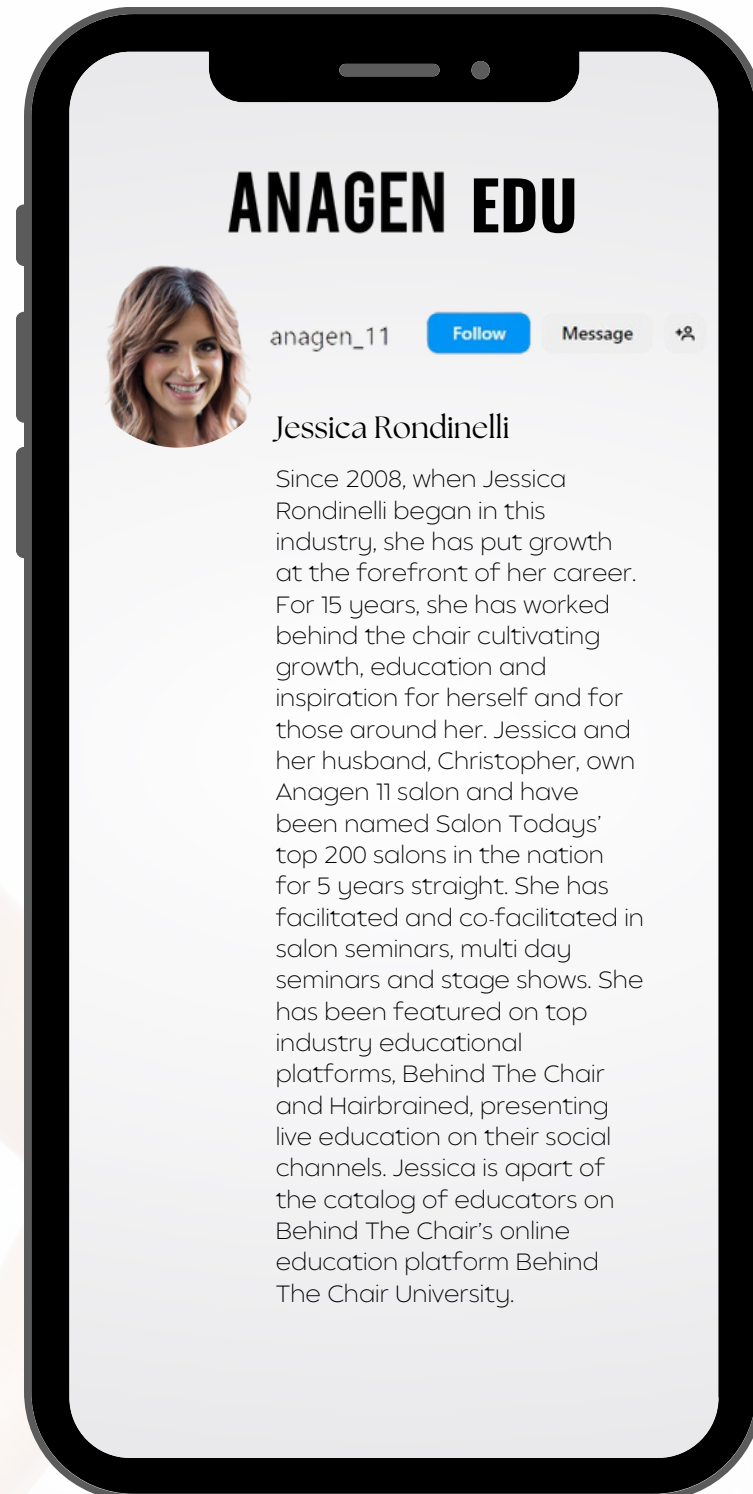 ANAGEN EDU
anagen_11 Follow Message
Jessica Rondinelli
Since 2008, when Jessica
Rondinelli began in this
industry, she has put growth
at the forefront of her career.
For 15 years, she has worked
behind the chair cultivating
growth, education and
inspiration for herself and for
those around her. Jessica and
her husband, Christopher, own
Anagen 11 salon and have
been named Salon Todays’
top 200 salons in the nation
for 5 years straight. She has
facilitated and co-facilitated in
salon seminars, multi day
seminars and stage shows. She
has been featured on top
industry educational
platforms, Behind The Chair
and Hairbrained, presenting
live education on their social
channels. Jessica is apart of
the catalog of educators on
Behind The Chair’s online
education platform Behind
The Chair University.